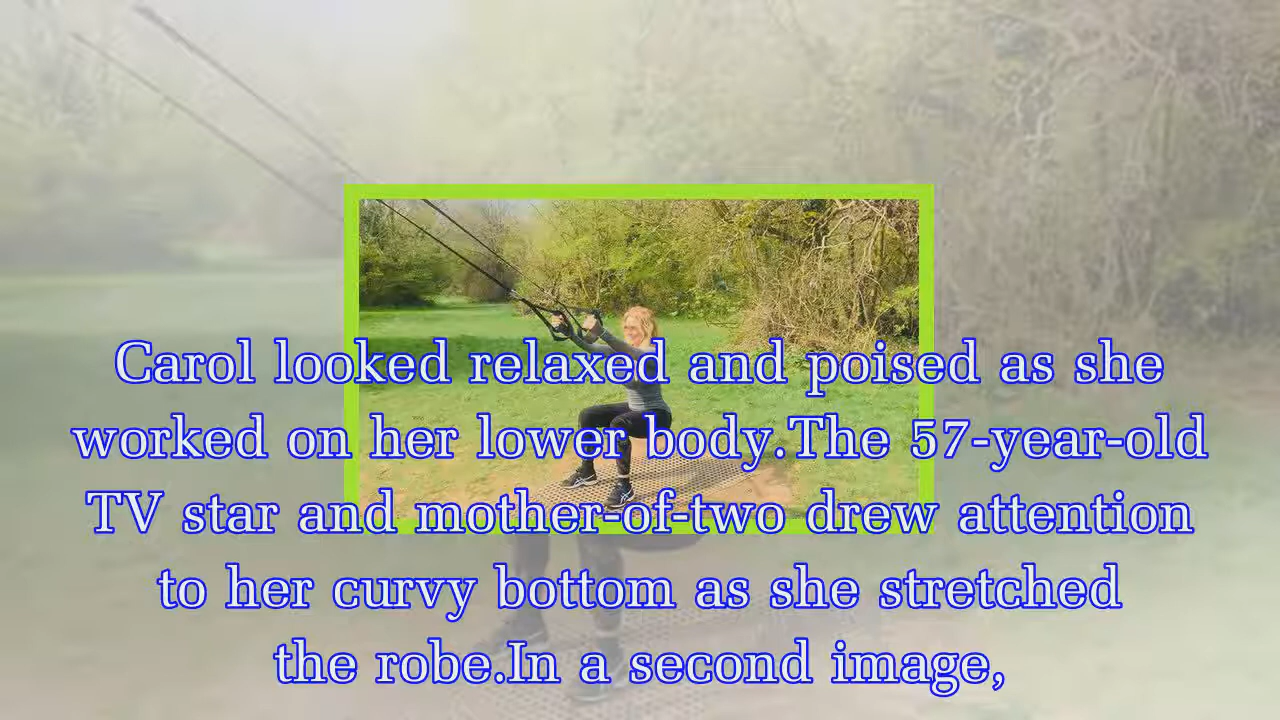 Carol looked relaxed and poised as she
worked on her lower body.The 57-year-old
TV star and mother-of-two drew attention
to her curvy bottom as she stretched
the robe.In a second image,